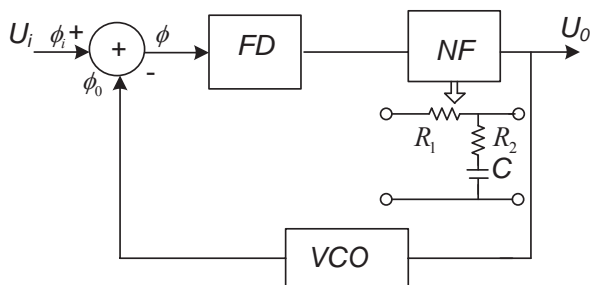 U_i ϕ_i + + ϕ FD NF U_0
ϕ_0 -
R_1 R_2
C
VCO